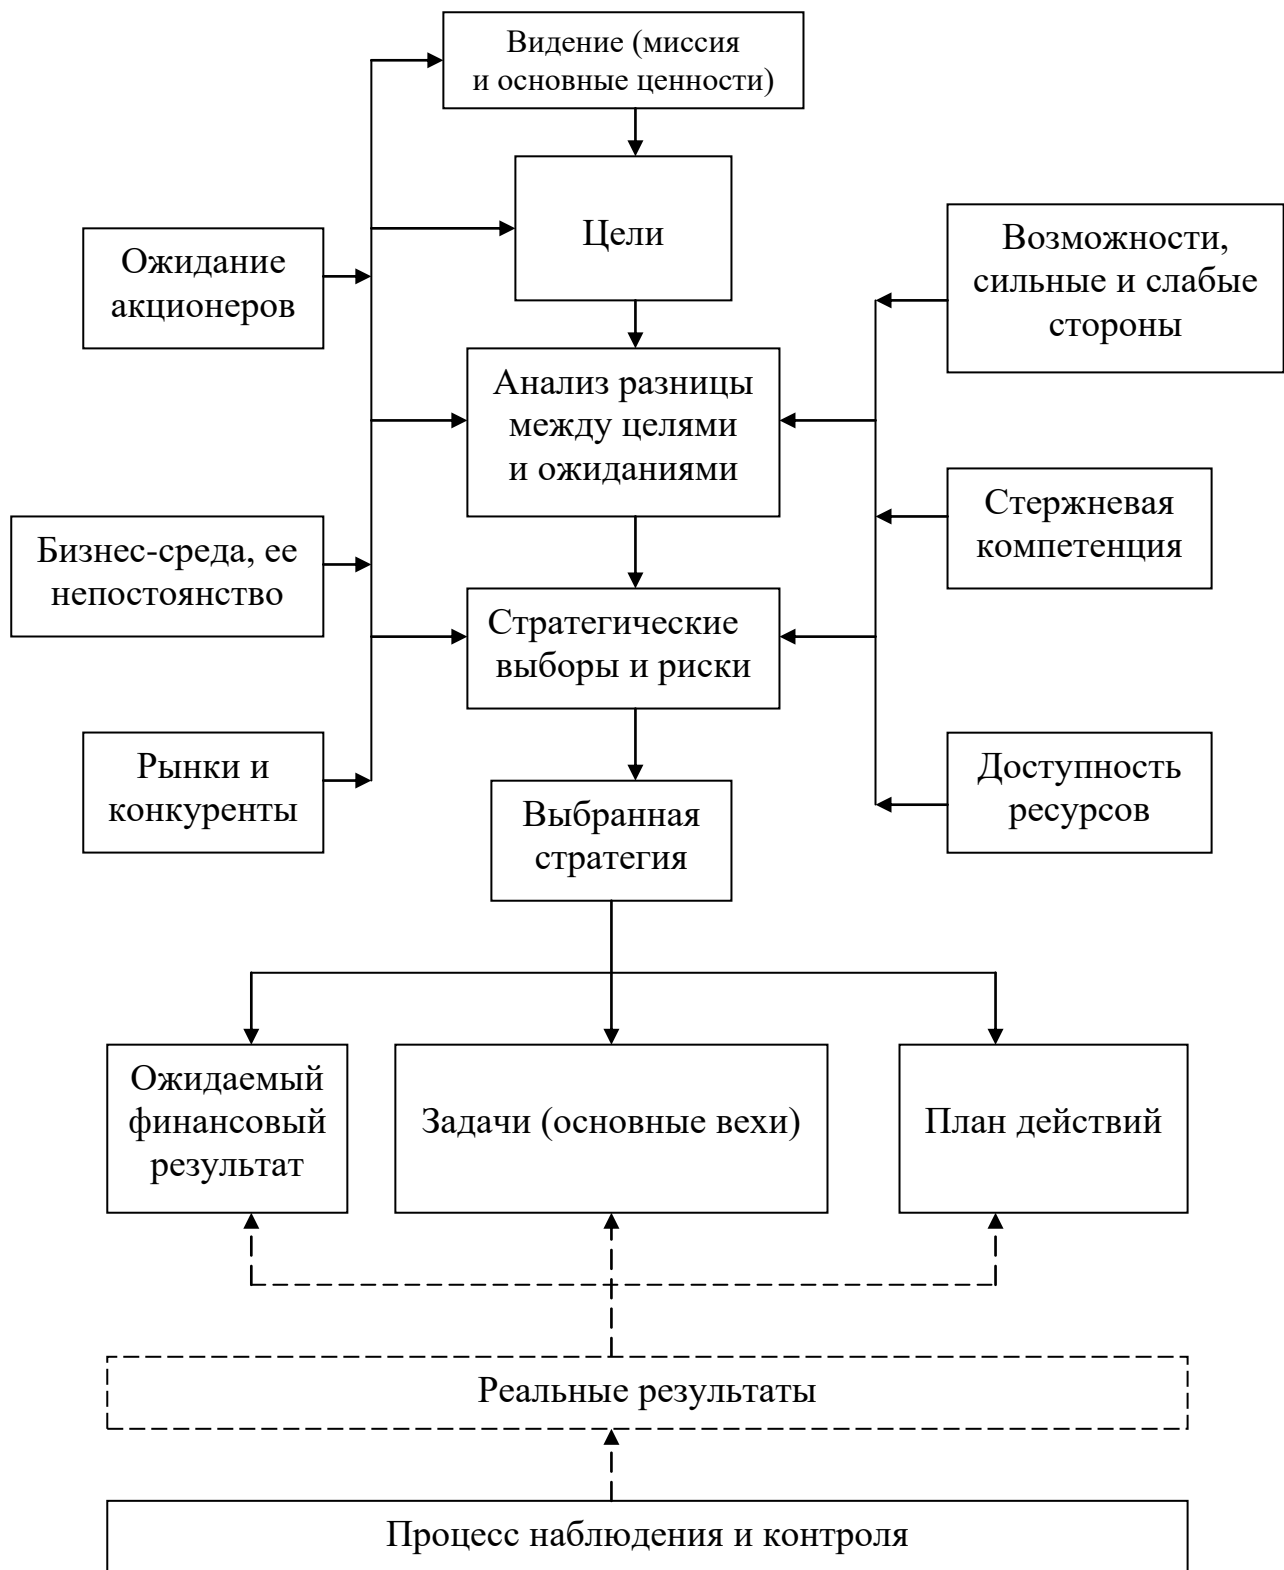 Видение (миссия
и основные ценности)
Цели
Ожидание
акционеров
Возможности,
сильные и слабые
стороны
Анализ разницы
между целями
и ожиданиями
Бизнес-среда, ее
непостоянство
Стержневая
компетенция
Стратегические
выборы и риски
Рынки и
конкуренты
Доступность
ресурсов
Выбранная
стратегия
Ожидаемый
финансовый
результат
Задачи (основные вехи)
План действий
Реальные результаты
Процесс наблюдения и контроля